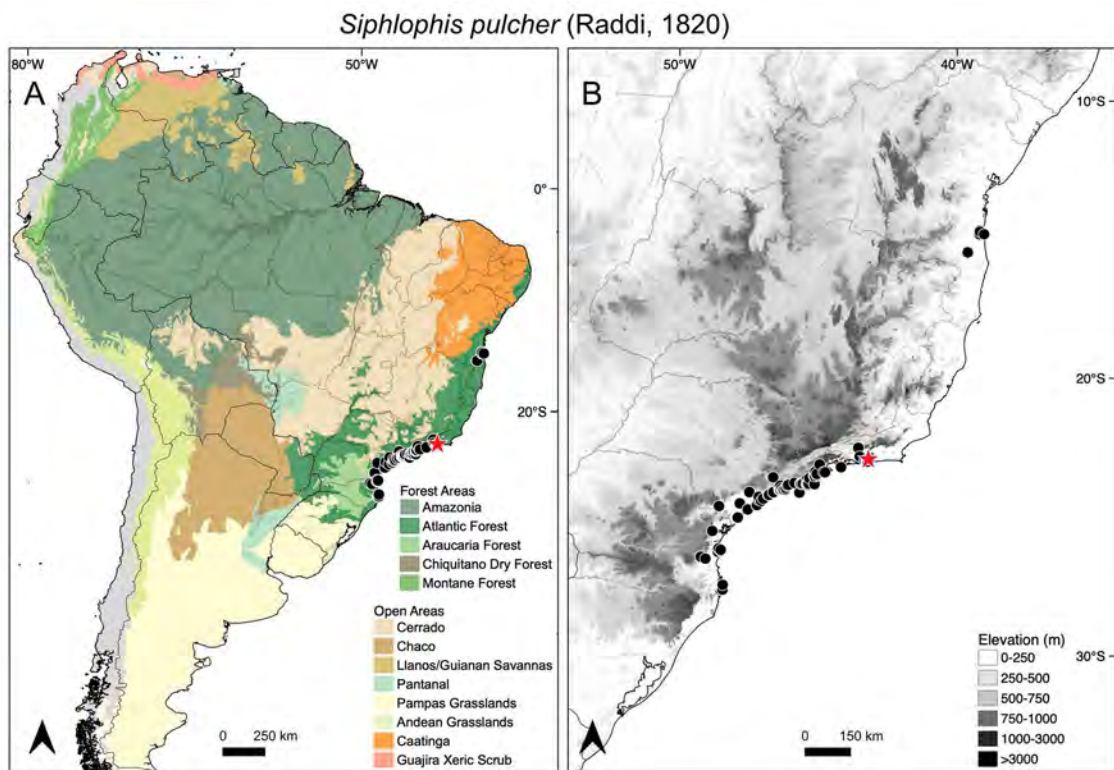 Siphlophis pulcher (Raddi, 1820)
80°W
50°W
A
0°
20°S
Forest Areas
Amazonia
Atlantic Forest
Araucaria Forest
Chiquitano Dry Forest
Montane Forest
Open Areas
Cerrado
Chaco
Llanos/Guianan Savannas
Pantanal
Pampas Grasslands
Andean Grasslands
Caatinga
Guajira Xeric Scrub
0 250 km
50°W
40°W
B
10°S
20°S
30°S
Elevation (m)
0-250
250-500
500-750
750-1000
1000-3000
>3000
0 150 km